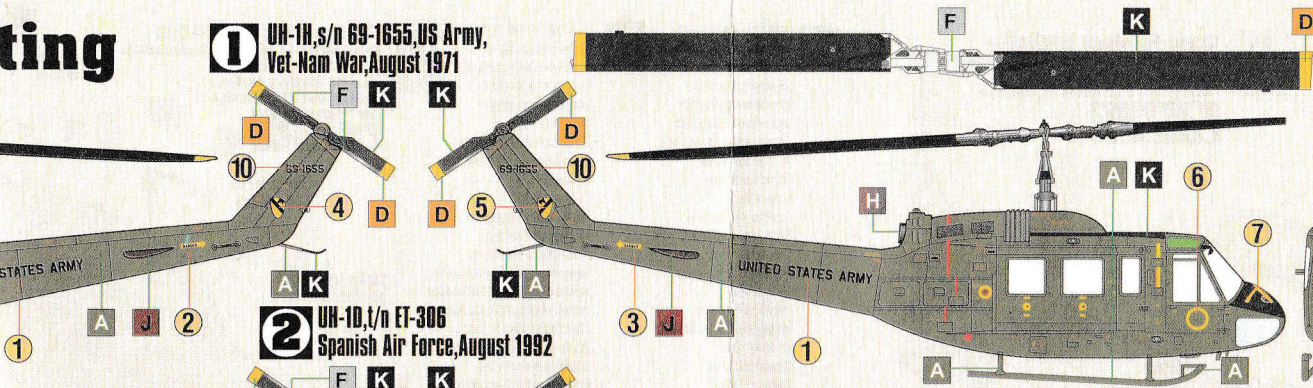 ting
1 UH-1H,s/n 69-1655,US Army,
Vet-Nam War,August 1971
F K D
D F K K D
10 69-1655 69-1655 10
4 D D 5
A K H 6 7
STATES ARMY UNITED STATES ARMY
A K K A
A J 2 3 J A
1 1
2 UH-1D,t/n ET-306
Spanish Air Force,August 1992
A A
F K K